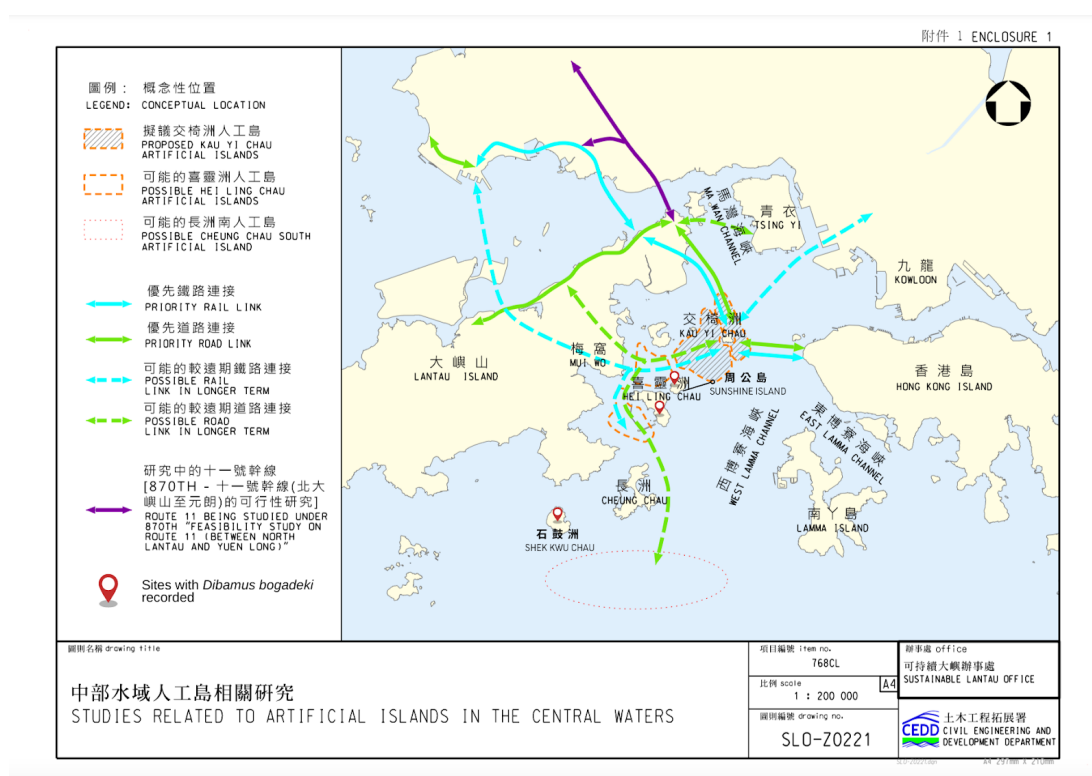 附件 1 ENCLOSURE 1
圖例： 概念性位置
LEGEND: CONCEPTUAL LOCATION
擬議交椅洲人工島
PROPOSED KAU YI CHAU
ARTIFICIAL ISLANDS
可能的喜靈洲人工島
POSSIBLE HEI LING CHAU
ARTIFICIAL ISLANDS
可能的長洲南人工島
POSSIBLE CHEUNG CHAU SOUTH
ARTIFICIAL ISLAND
優先鐵路連接
PRIORITY RAIL LINK
優先道路連接
PRIORITY ROAD LINK
可能的較遠期鐵路連接
POSSIBLE RAIL
LINK IN LONGER TERM
可能的較遠期道路連接
POSSIBLE ROAD
LINK IN LONGER TERM
研究中的十一號幹線
[870TH - 十一號幹線(北大
嶼山至元朗)的可行性研究]
ROUTE 11 BEING STUDIED UNDER
870TH "FEASIBILITY STUDY ON
ROUTE 11 (BETWEEN NORTH
LANTAU AND YUEN LONG)"
Sites with Dibamus bogadeki
recorded
馬灣海峽
MA WAN CHANNEL
青衣
TSING YI
九龍
KOWLOON
交椅洲
KAU YI CHAU
梅窩
MUI WO
大嶼山
LANTAU ISLAND
香港島
HONG KONG ISLAND
喜靈洲
HEI LING CHAU
周公島
SUNSHINE ISLAND
西博寮海峽
WEST LAMMA CHANNEL
東博寮海峽
EAST LAMMA CHANNEL
長洲
CHEUNG CHAU
南丫島
LAMMA ISLAND
石鼓洲
SHEK KWU CHAU
圖則名稱 drawing title
中部水域人工島相關研究
STUDIES RELATED TO ARTIFICIAL ISLANDS IN THE CENTRAL WATERS
項目編號 item no.
768CL
比例 scale
A4
1 : 200 000
圖則編號 drawing no.
SLO-Z0221
辦事處 office
可持續大嶼辦事處
SUSTAINABLE LANTAU OFFICE
CEDD
土木工程拓展署
CIVIL ENGINEERING AND
DEVELOPMENT DEPARTMENT
A4 297mm X 210mm